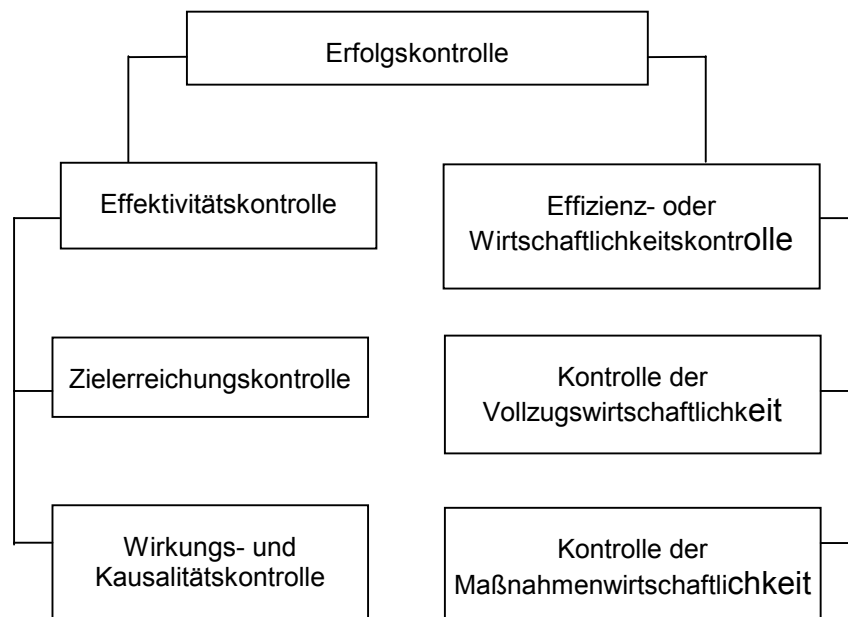 Erfolgskontrolle
Effektivitätskontrolle
Effizienz- oder
Wirtschaftlichkeitskontrolle
Zielerreichungskontrolle
Kontrolle der
Vollzugswirtschaftlichkeit
Wirkungs- und
Kausalitätskontrolle
Kontrolle der
Maßnahmenwirtschaftlichkeit